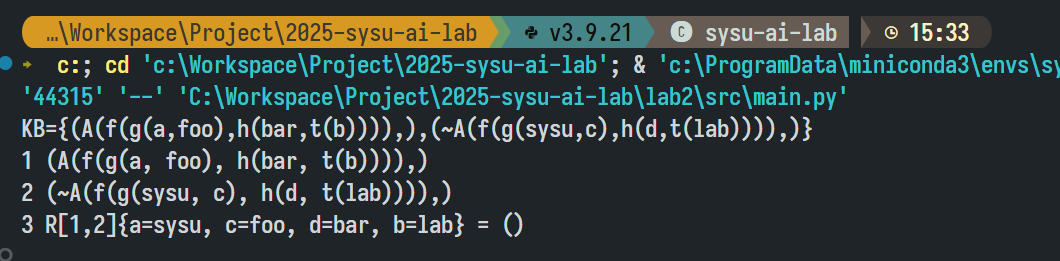 …\Workspace\Project\2025-sysu-ai-lab v3.9.21 C sysu-ai-lab 15:33
c:; cd 'c:\Workspace\Project\2025-sysu-ai-lab'; & 'c:\ProgramData\miniconda3\envs\sy
'44315' '--' 'C:\Workspace\Project\2025-sysu-ai-lab\lab2\src\main.py'
KB={(A(f(g(a,foo),h(bar,t(b)))),),(~A(f(g(sysu,c),h(d,t(lab)))),)}
1 (A(f(g(a, foo), h(bar, t(b)))),)
2 (~A(f(g(sysu, c), h(d, t(lab)))),)
3 R[1,2]{a=sysu, c=foo, d=bar, b=lab} = ()